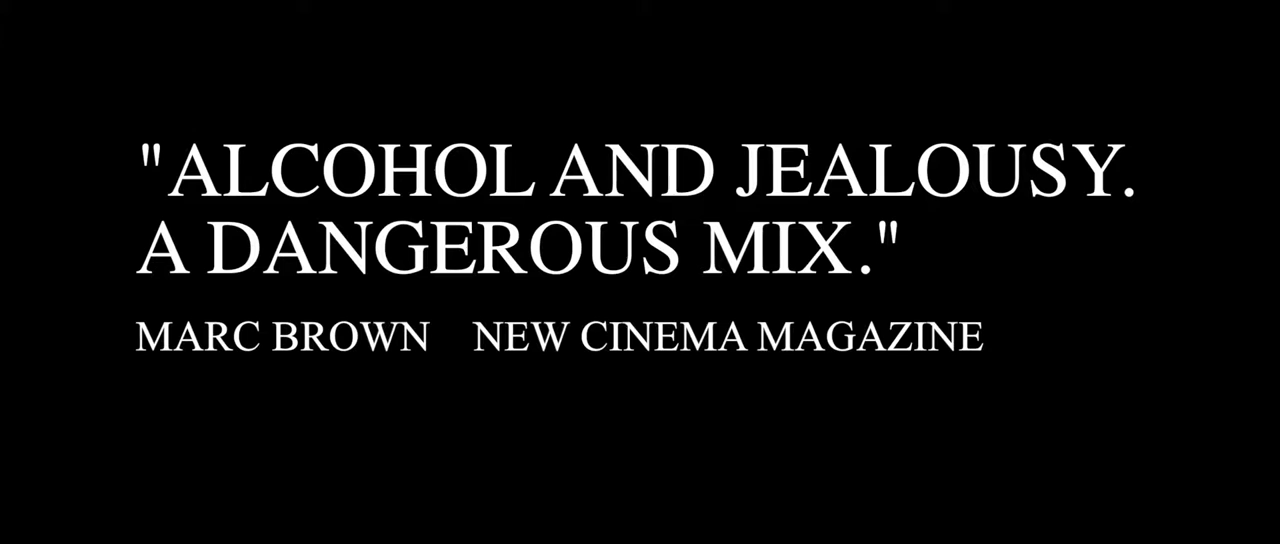 "ALCOHOL AND JEALOUSY.
A DANGEROUS MIX."
MARC BROWN NEW CINEMA MAGAZINE